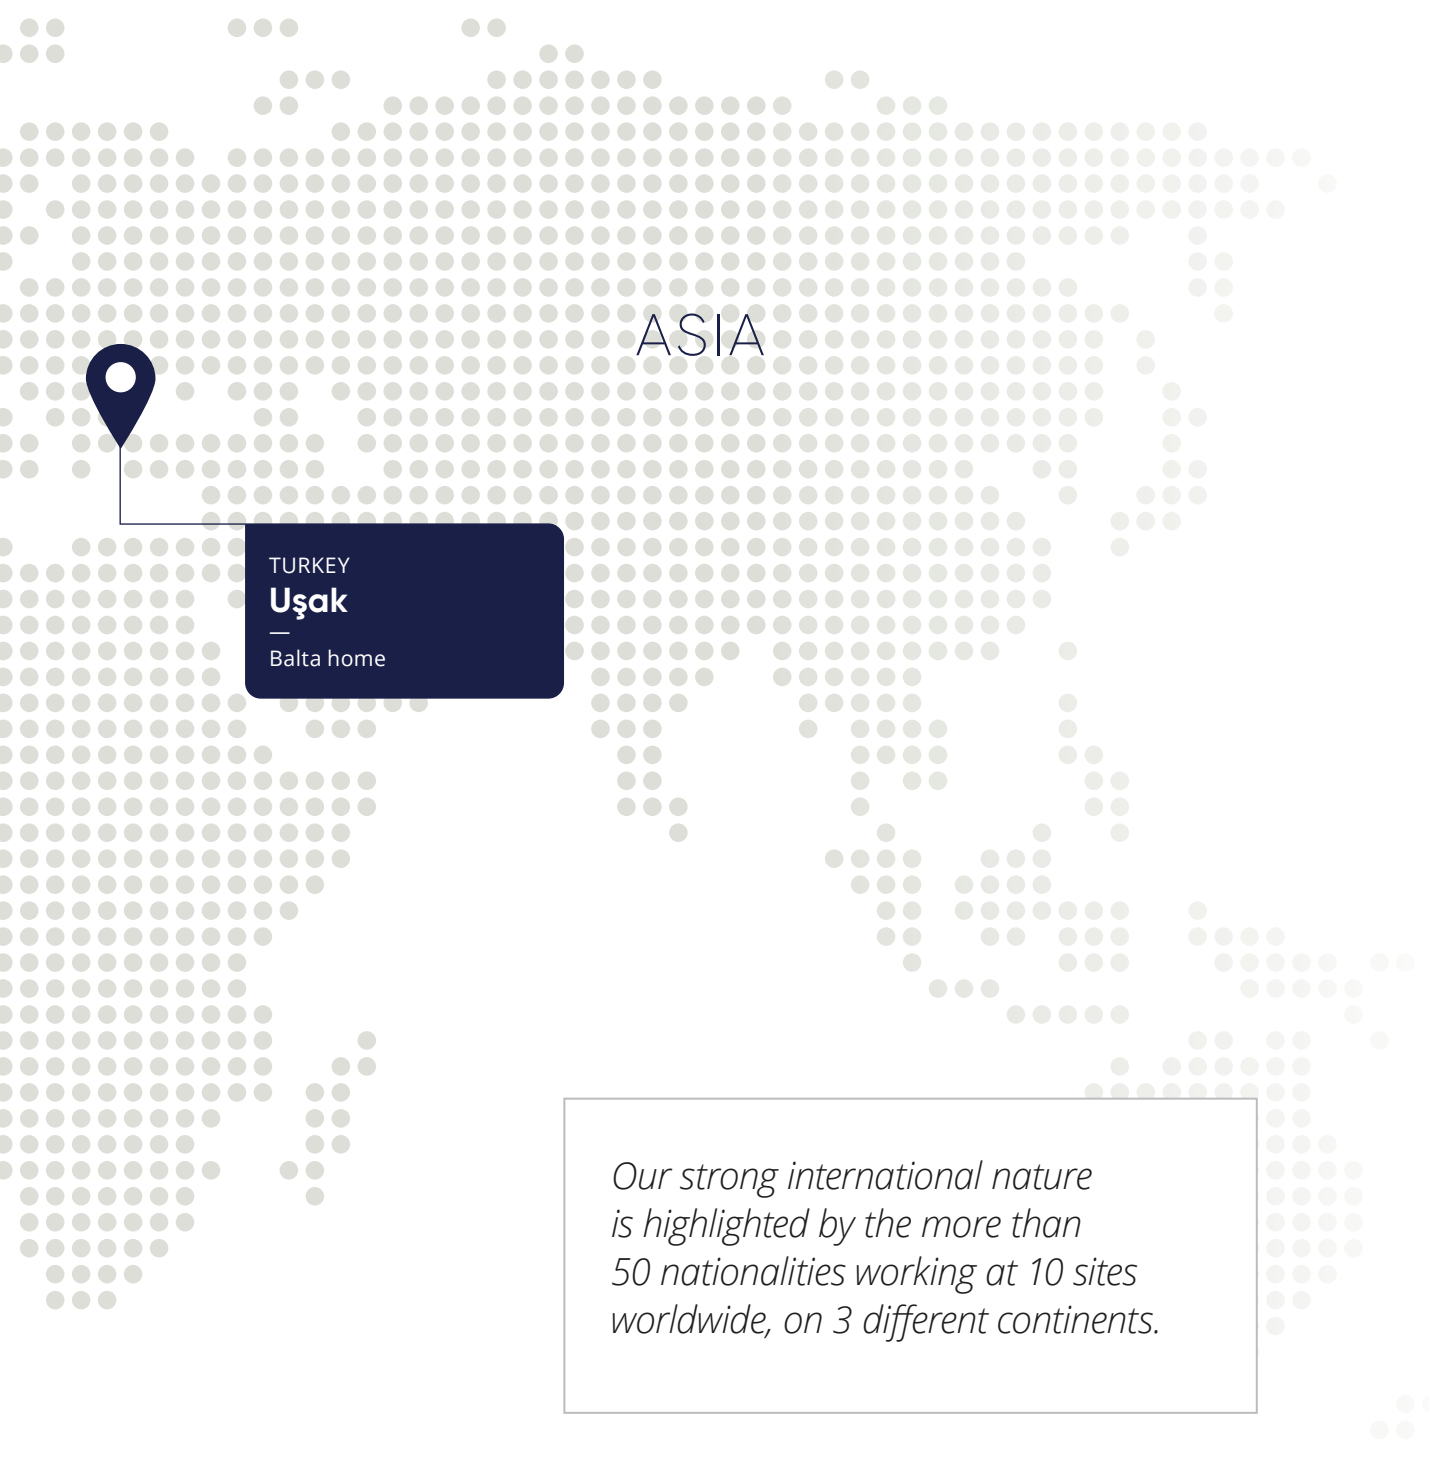 ASIA
TURKEY
Uşak
—
Balta home
Our strong international nature
is highlighted by the more than
50 nationalities working at 10 sites
worldwide, on 3 different continents.